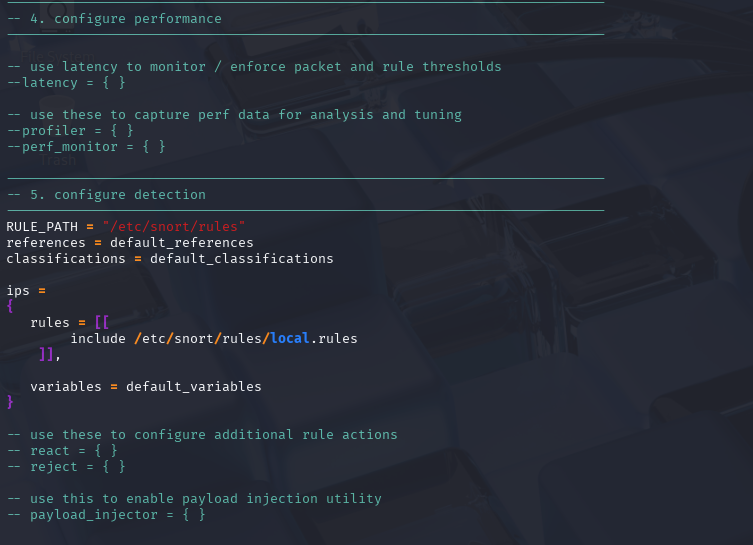 -- 4. configure performance
-- use latency to monitor / enforce packet and rule thresholds
--latency = { }
-- use these to capture perf data for analysis and tuning
--profiler = { }
--perf_monitor = { }
Trash
-- 5. configure detection
RULE_PATH = "/etc/snort/rules"
references = default_references
classifications = default_classifications
ips =
{
rules = [[
include /etc/snort/rules/local.rules
]],
variables = default_variables
}
-- use these to configure additional rule actions
-- react = { }
-- reject = { }
-- use this to enable payload injection utility
-- payload_injector = { }